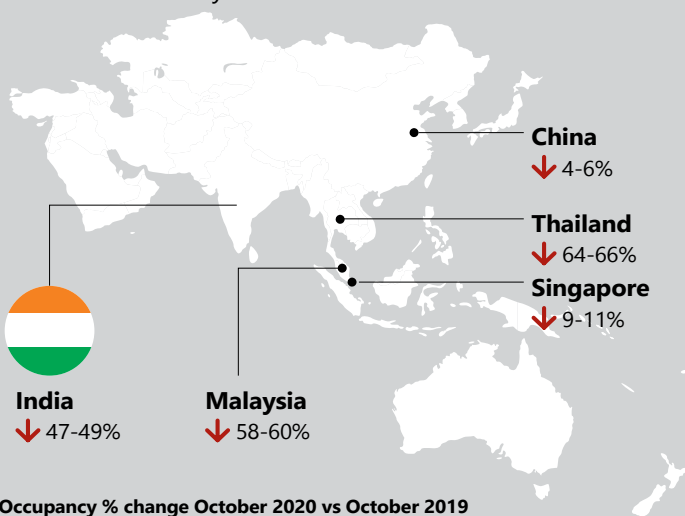 China
4-6%
Thailand
64-66%
Singapore
9-11%
India
47-49%
Malaysia
58-60%
Occupancy % change October 2020 vs October 2019